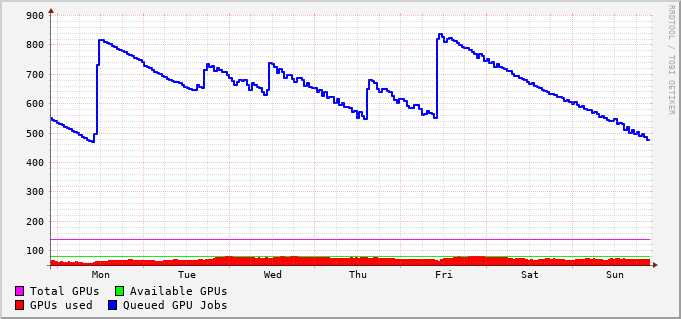 900
800
700
600
500
400
300
200
100
Mon Tue Wed Thu Fri Sat Sun
Total GPUs Available GPUs
GPUs used Queued GPU Jobs
RRDTOOL / TOBI OETIKER